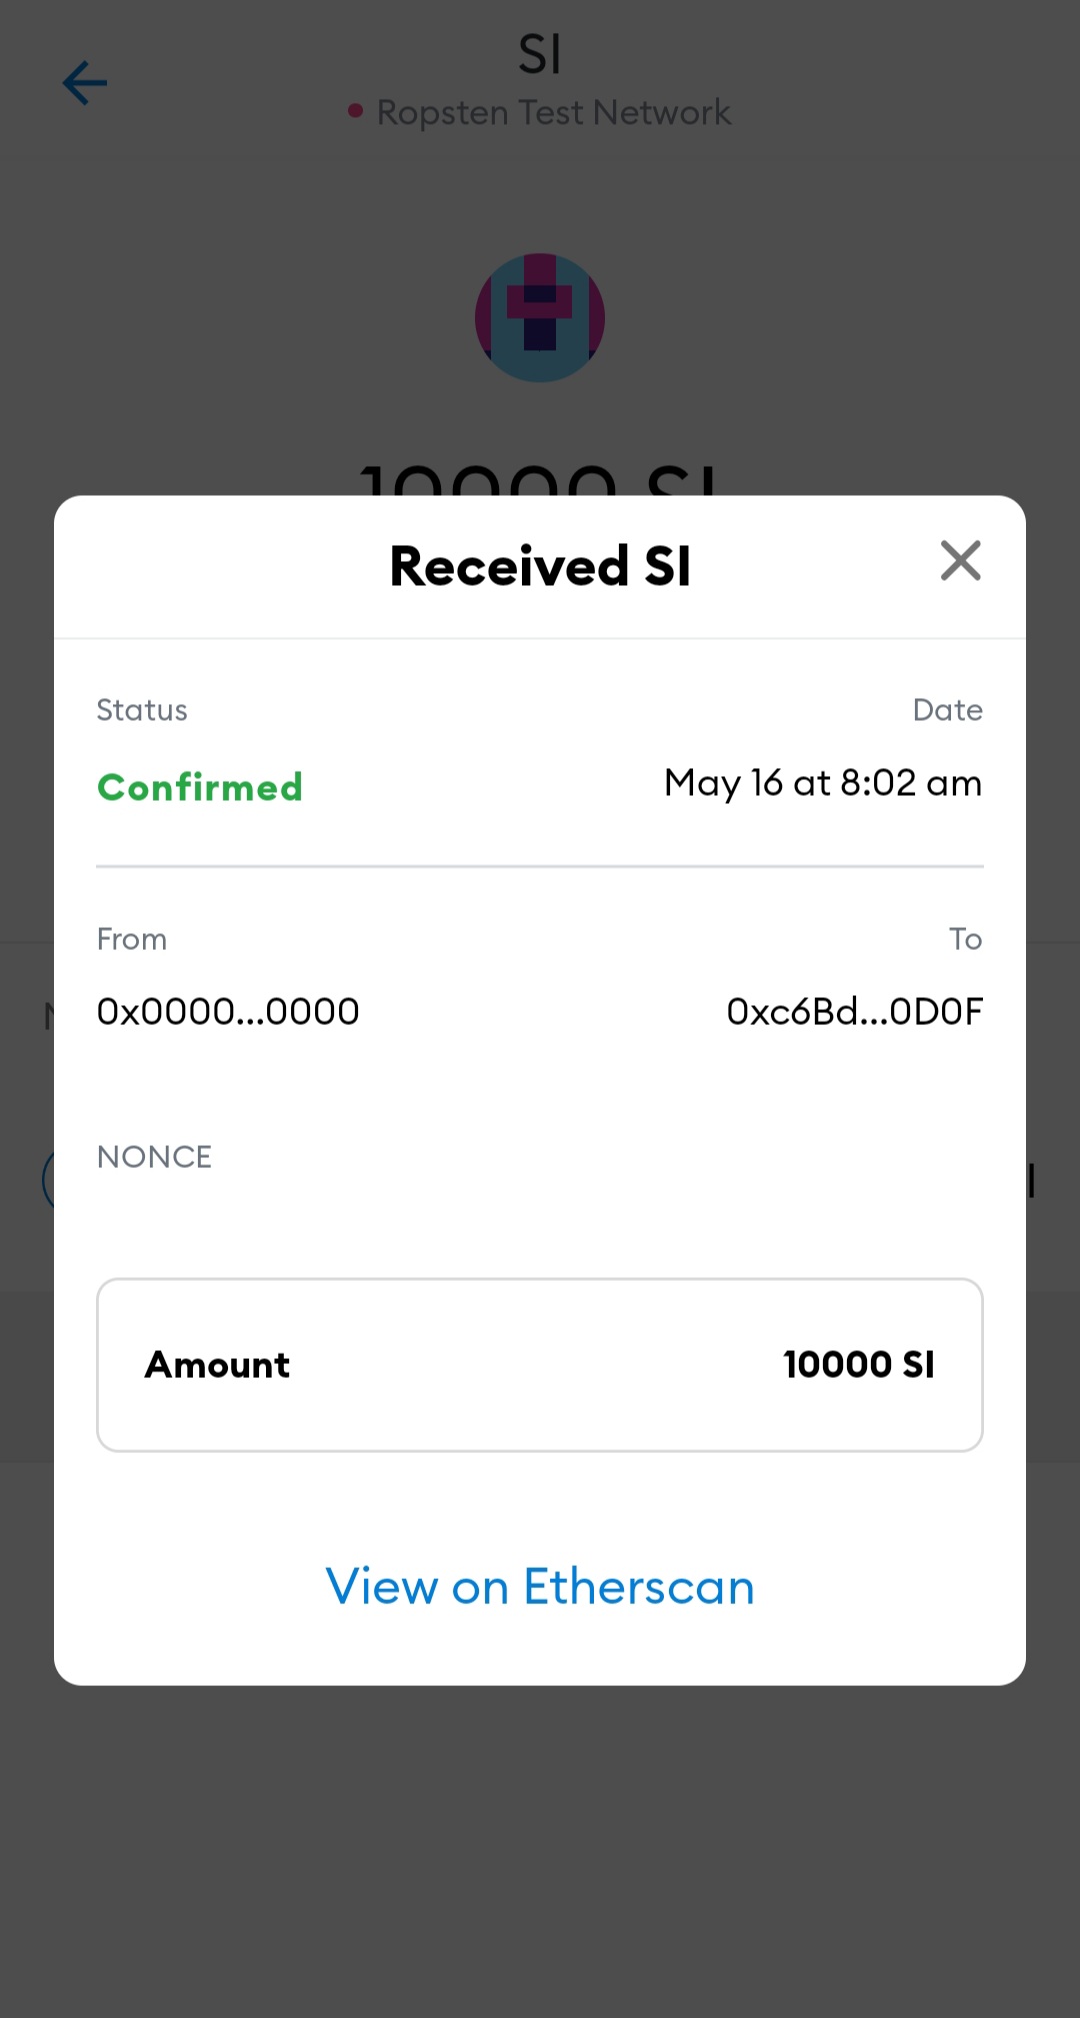 SI
Ropsten Test Network
10000 SI
Received SI
Status
Date
Confirmed
May 16 at 8:02 am
From
To
0x0000...0000
0xc6Bd...0D0F
NONCE
Amount
10000 SI
View on Etherscan